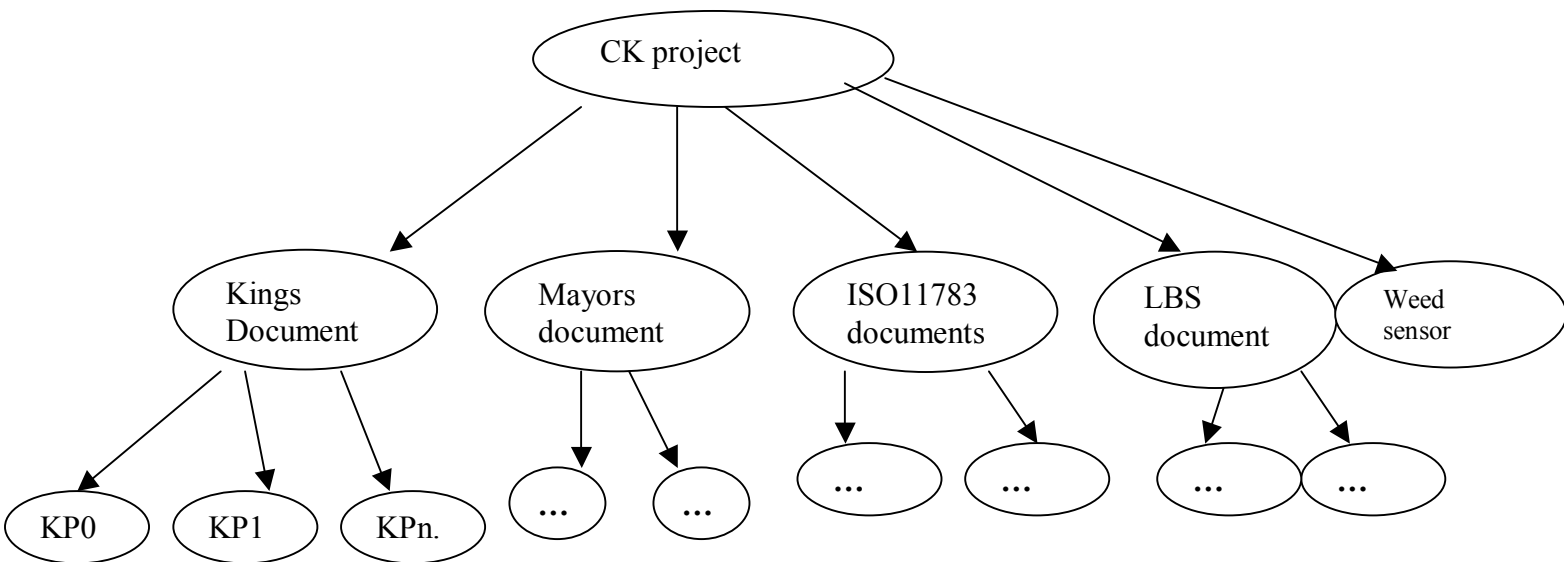 CK project
Kings
Document
Mayors
document
ISO11783
documents
LBS
document
Weed
sensor
KP0
KP1
KPn.
...
...
...
...
...
...